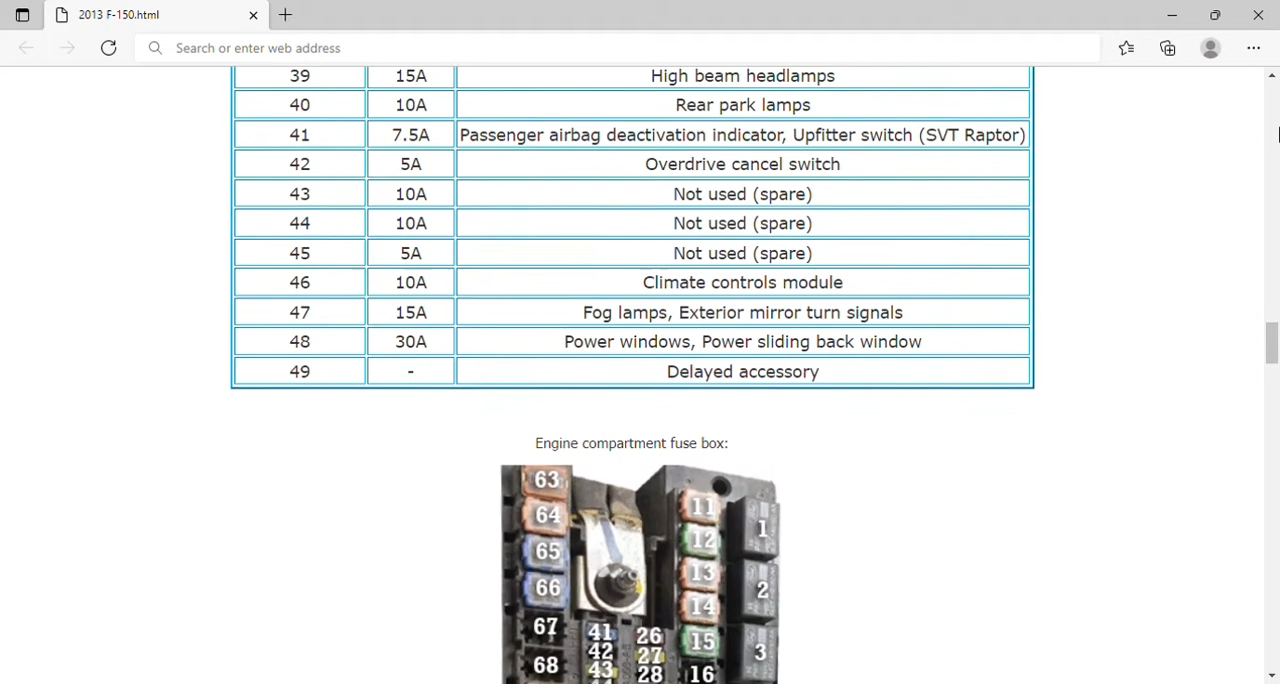 2013 F-150.html
Search or enter web address
39 15A High beam headlamps
40 10A Rear park lamps
41 7.5A Passenger airbag deactivation indicator, Upfitter switch (SVT Raptor)
42 5A Overdrive cancel switch
43 10A Not used (spare)
44 10A Not used (spare)
45 5A Not used (spare)
46 10A Climate controls module
47 15A Fog lamps, Exterior mirror turn signals
48 30A Power windows, Power sliding back window
49 - Delayed accessory
Engine compartment fuse box:
63 11
64 12 1
65 13
66 14 2
67 41 26 15
42 27 3
68 43 28 16